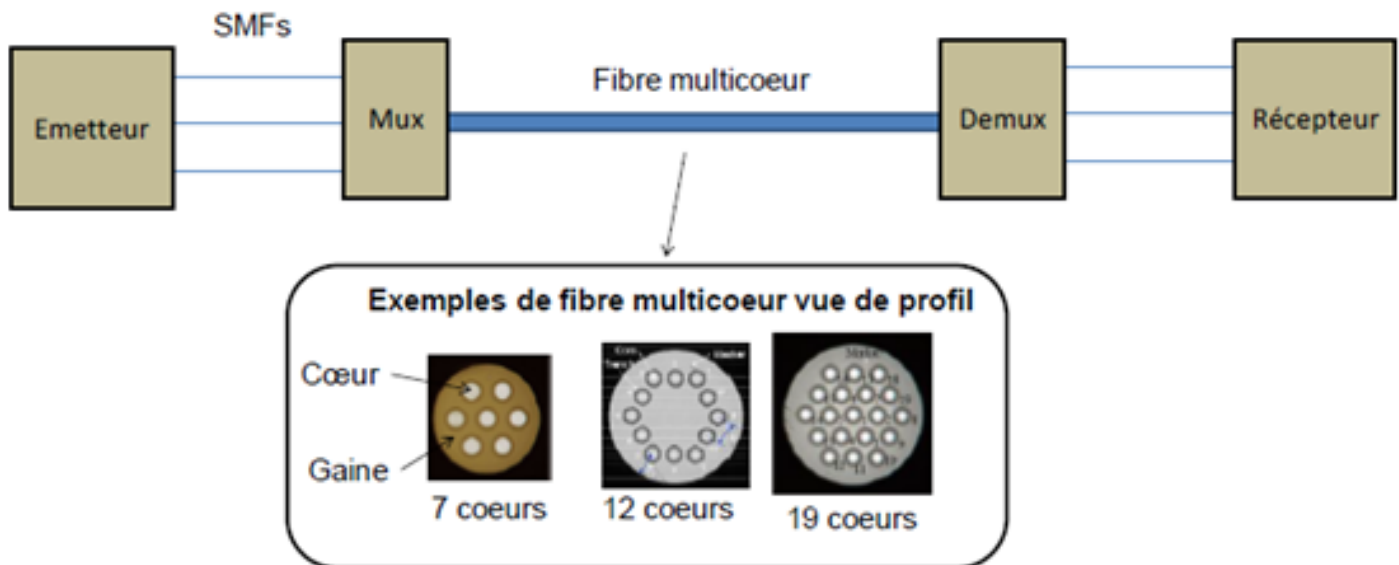 SMFs
Emetteur
Mux
Fibre multicoeur
Demux
Récepteur
Exemples de fibre multicoeur vue de profil
Cœur
Gaine
7 coeurs
12 coeurs
19 coeurs